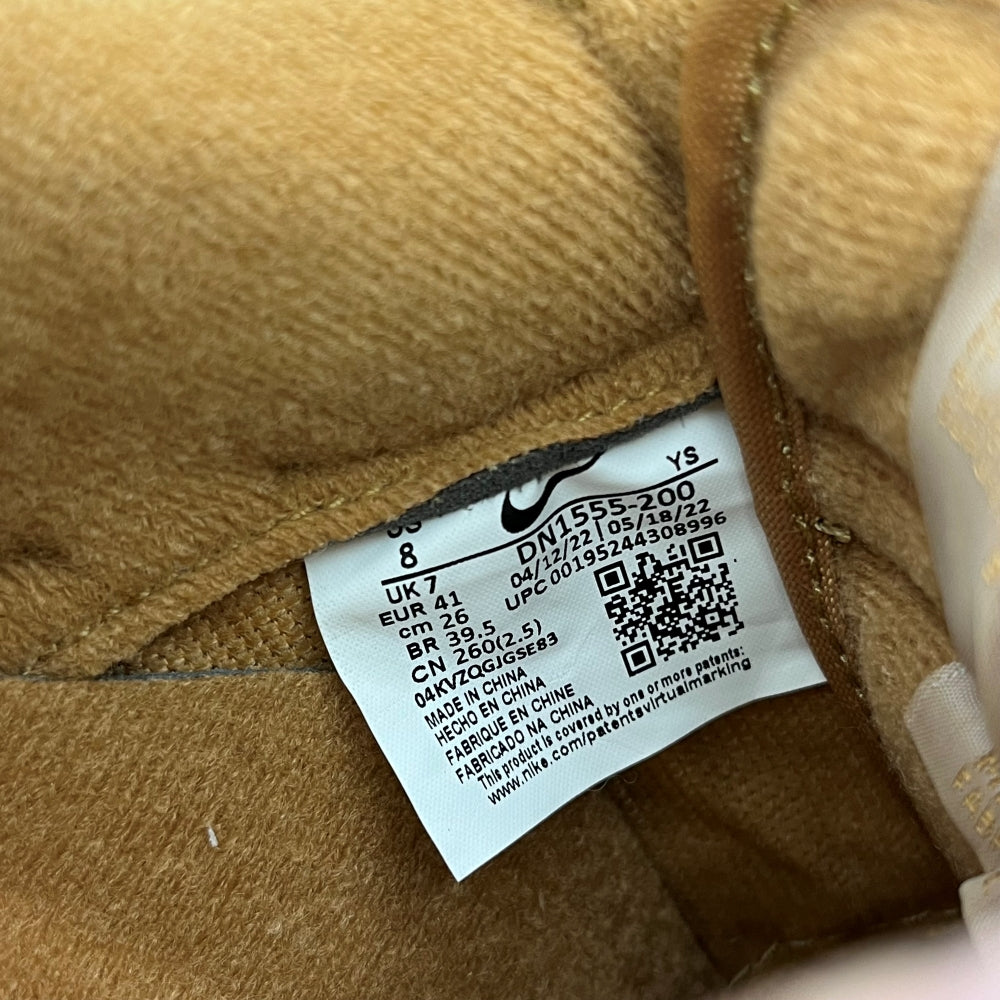 US
8
YS
UK 7
DN1555-200
EUR 41
04/12/22 | 05/18/22
cm 26
UPC 00195244308996
BR 39.5
CN 260(2.5)
04KVZQGJGSE83
MADE IN CHINA
HECHO EN CHINA
FABRIQUE EN CHINE
FABRICADO NA CHINA
This product is covered by one or more patents:
www.nike.com/patentsvirtualmarking